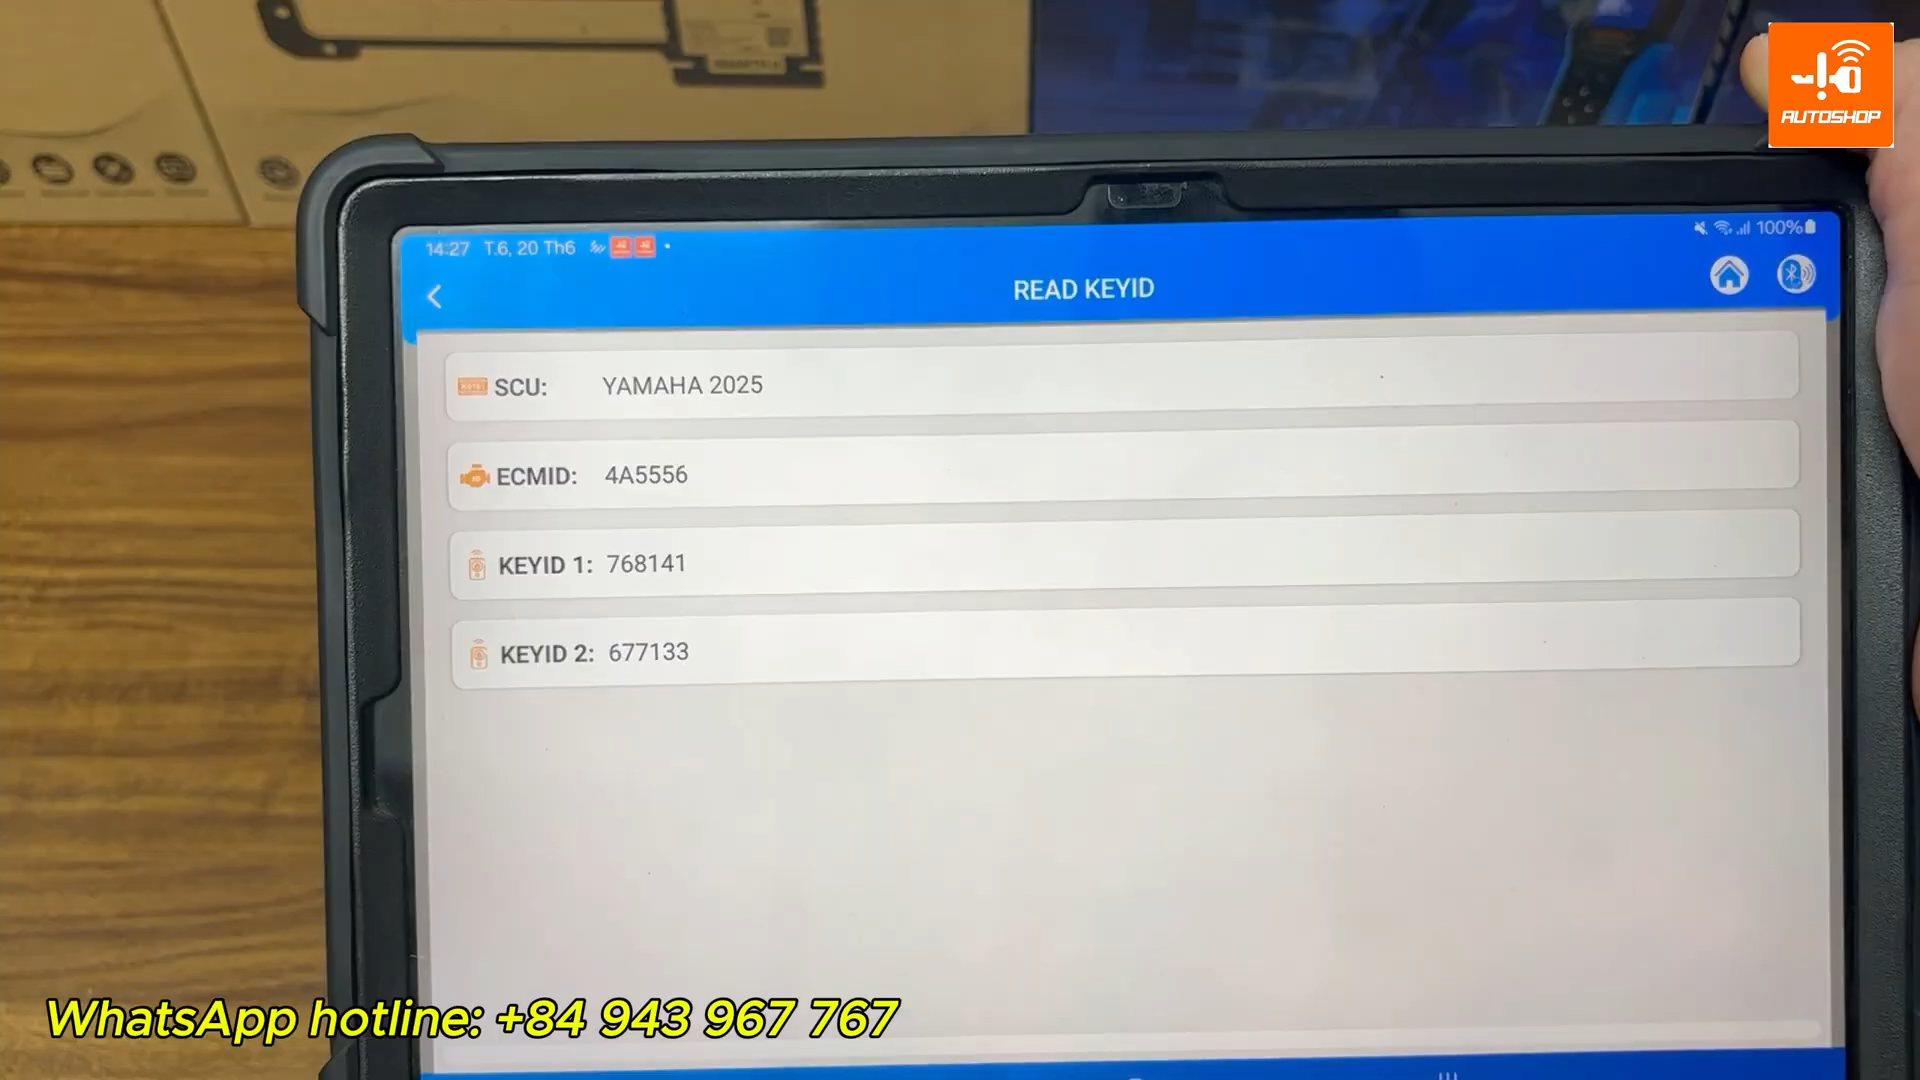 AUTOSHOP
14:27 T.6, 20 Th6
100%
READ KEYID
SCU: YAMAHA 2025
ECMID: 4A5556
KEYID 1: 768141
KEYID 2: 677133
WhatsApp hotline: +84 943 967 767